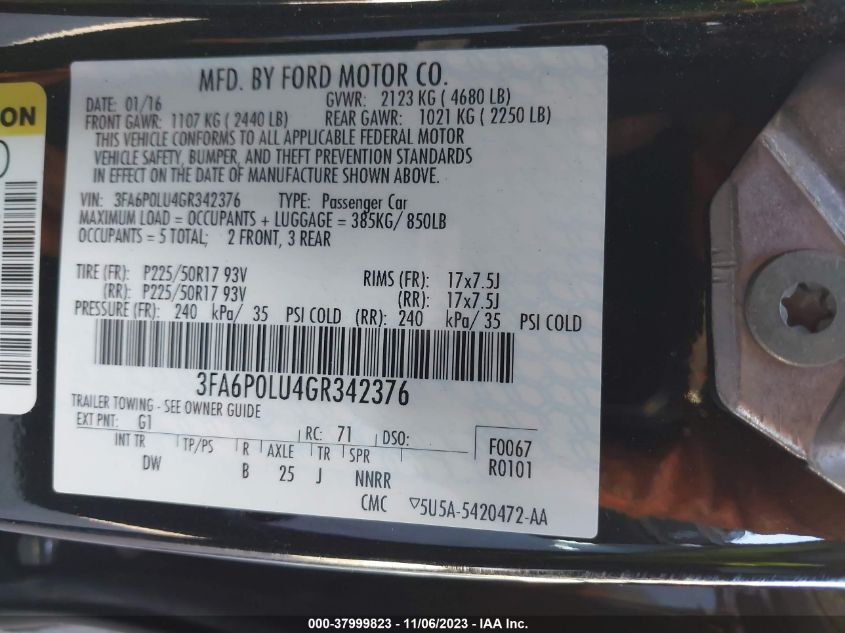 MFD. BY FORD MOTOR CO.
DATE: 01/16 GVWR: 2123 KG ( 4680 LB)
FRONT GAWR: 1107 KG ( 2440 LB) REAR GAWR: 1021 KG ( 2250 LB)
THIS VEHICLE CONFORMS TO ALL APPLICABLE FEDERAL MOTOR
VEHICLE SAFETY, BUMPER, AND THEFT PREVENTION STANDARDS
IN EFFECT ON THE DATE OF MANUFACTURE SHOWN ABOVE.
VIN: 3FA6P0LU4GR342376 TYPE: Passenger Car
MAXIMUM LOAD = OCCUPANTS + LUGGAGE = 385KG/ 850LB
OCCUPANTS = 5 TOTAL; 2 FRONT, 3 REAR
TIRE (FR): P225/50R17 93V RIMS (FR): 17x7.5J
(RR): P225/50R17 93V (RR): 17x7.5J
PRESSURE (FR): 240 kPa/ 35 PSI COLD (RR): 240 kPa/ 35 PSI COLD
3FA6P0LU4GR342376
TRAILER TOWING - SEE OWNER GUIDE
EXT PNT: G1 RC: 71 DSO: F0067
INT TR TP/PS R AXLE TR SPR R0101
DW B 25 J NNRR
CMC ▽5U5A-5420472-AA
ON
000-37999823 - 11/06/2023 - IAA Inc.